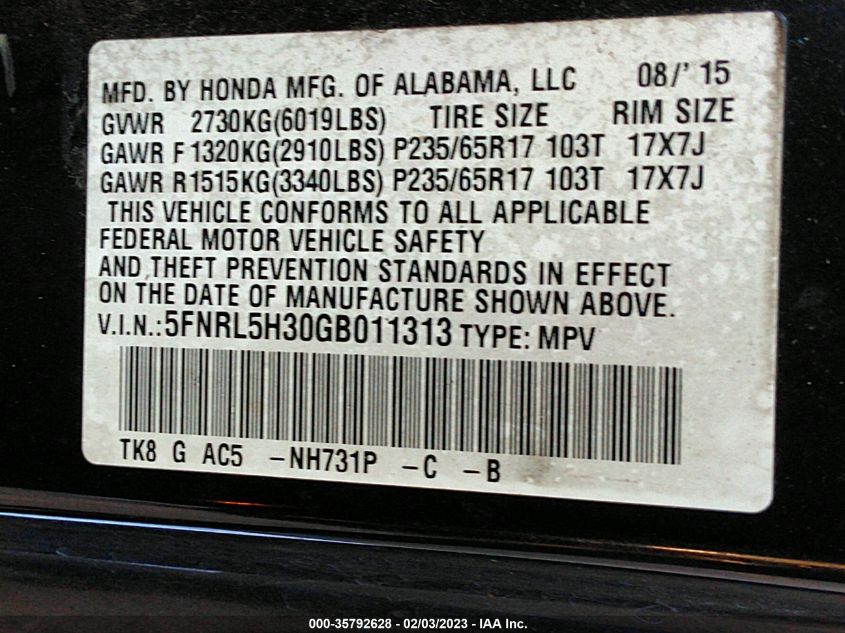 MFD. BY HONDA MFG. OF ALABAMA, LLC 08/' 15
GVWR 2730KG(6019LBS) TIRE SIZE RIM SIZE
GAWR F 1320KG(2910LBS) P235/65R17 103T 17X7J
GAWR R1515KG(3340LBS) P235/65R17 103T 17X7J
THIS VEHICLE CONFORMS TO ALL APPLICABLE
FEDERAL MOTOR VEHICLE SAFETY
AND THEFT PREVENTION STANDARDS IN EFFECT
ON THE DATE OF MANUFACTURE SHOWN ABOVE.
V.I.N.:5FNRL5H30GB011313 TYPE: MPV
TK8 G AC5 -NH731P -C -B
000-35792628 - 02/03/2023 - IAA Inc.